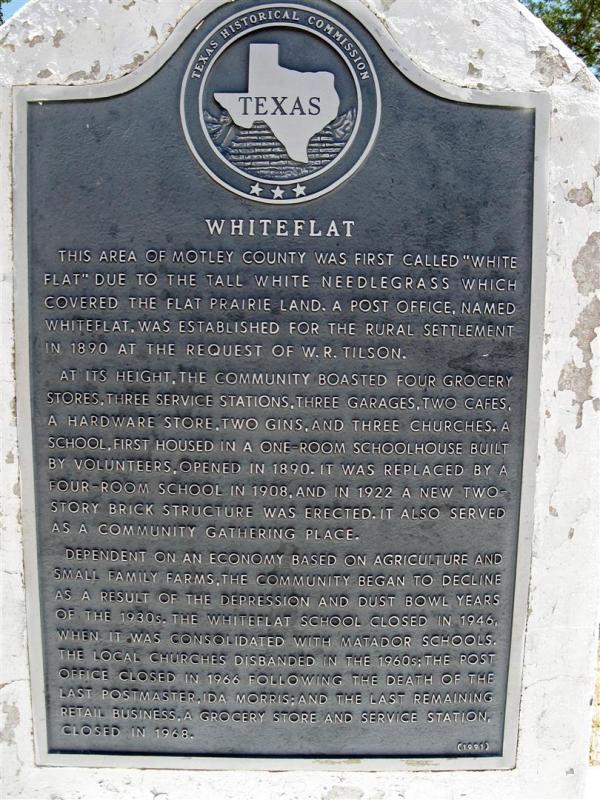 TEXAS HISTORICAL COMMISSION
TEXAS
WHITEFLAT
THIS AREA OF MOTLEY COUNTY WAS FIRST CALLED "WHITE
FLAT" DUE TO THE TALL WHITE NEEDLEGRASS WHICH
COVERED THE FLAT PRAIRIE LAND. A POST OFFICE, NAMED
WHITEFLAT, WAS ESTABLISHED FOR THE RURAL SETTLEMENT
IN 1890 AT THE REQUEST OF W. R. TILSON.
AT ITS HEIGHT, THE COMMUNITY BOASTED FOUR GROCERY
STORES, THREE SERVICE STATIONS, THREE GARAGES, TWO CAFES,
A HARDWARE STORE, TWO GINS, AND THREE CHURCHES. A
SCHOOL, FIRST HOUSED IN A ONE-ROOM SCHOOLHOUSE BUILT
BY VOLUNTEERS, OPENED IN 1890. IT WAS REPLACED BY A
FOUR-ROOM SCHOOL IN 1908, AND IN 1922 A NEW TWO-
STORY BRICK STRUCTURE WAS ERECTED. IT ALSO SERVED
AS A COMMUNITY GATHERING PLACE.
DEPENDENT ON AN ECONOMY BASED ON AGRICULTURE AND
SMALL FAMILY FARMS, THE COMMUNITY BEGAN TO DECLINE
AS A RESULT OF THE DEPRESSION AND DUST BOWL YEARS
OF THE 1930s. THE WHITEFLAT SCHOOL CLOSED IN 1946,
WHEN IT WAS CONSOLIDATED WITH MATADOR SCHOOLS.
THE LOCAL CHURCHES DISBANDED IN THE 1960s; THE POST
OFFICE CLOSED IN 1966 FOLLOWING THE DEATH OF THE
LAST POSTMASTER, IDA MORRIS; AND THE LAST REMAINING
RETAIL BUSINESS, A GROCERY STORE AND SERVICE STATION,
CLOSED IN 1968.
(1991)